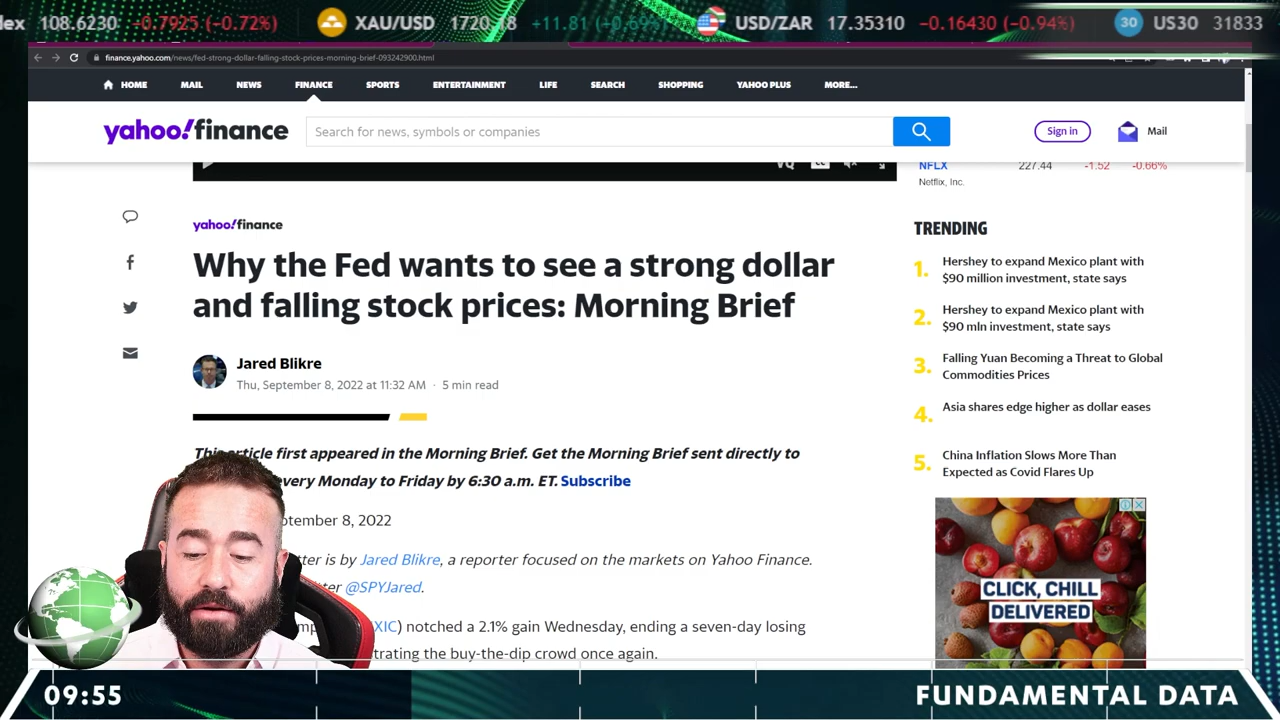 108.6230 -0.7925 (-0.72%) XAU/USD 1720.18 +11.81 (+0.69%) USD/ZAR 17.35310 -0.16430 (-0.94%) 30 US30 31833
finance.yahoo.com/news/fed-strong-dollar-falling-stock-prices-morning-brief-093242900.html
HOME MAIL NEWS FINANCE SPORTS ENTERTAINMENT LIFE SEARCH SHOPPING YAHOO PLUS MORE...
yahoo!finance
Search for news, symbols or companies
Sign in
Mail
NFLX 227.44 -1.52 -0.66%
Netflix, Inc.
yahoo!finance
Why the Fed wants to see a strong dollar
and falling stock prices: Morning Brief
Jared Blikre
Thu, September 8, 2022 at 11:32 AM · 5 min read
This article first appeared in the Morning Brief. Get the Morning Brief sent directly to
every Monday to Friday by 6:30 a.m. ET. Subscribe
tember 8, 2022
tter is by Jared Blikre, a reporter focused on the markets on Yahoo Finance.
ter @SPYJared.
XIC) notched a 2.1% gain Wednesday, ending a seven-day losing
trating the buy-the-dip crowd once again.
TRENDING
1. Hershey to expand Mexico plant with
$90 million investment, state says
2. Hershey to expand Mexico plant with
$90 mln investment, state says
3. Falling Yuan Becoming a Threat to Global
Commodities Prices
4. Asia shares edge higher as dollar eases
5. China Inflation Slows More Than
Expected as Covid Flares Up
CLICK, CHILL
DELIVERED
09:55
FUNDAMENTAL DATA